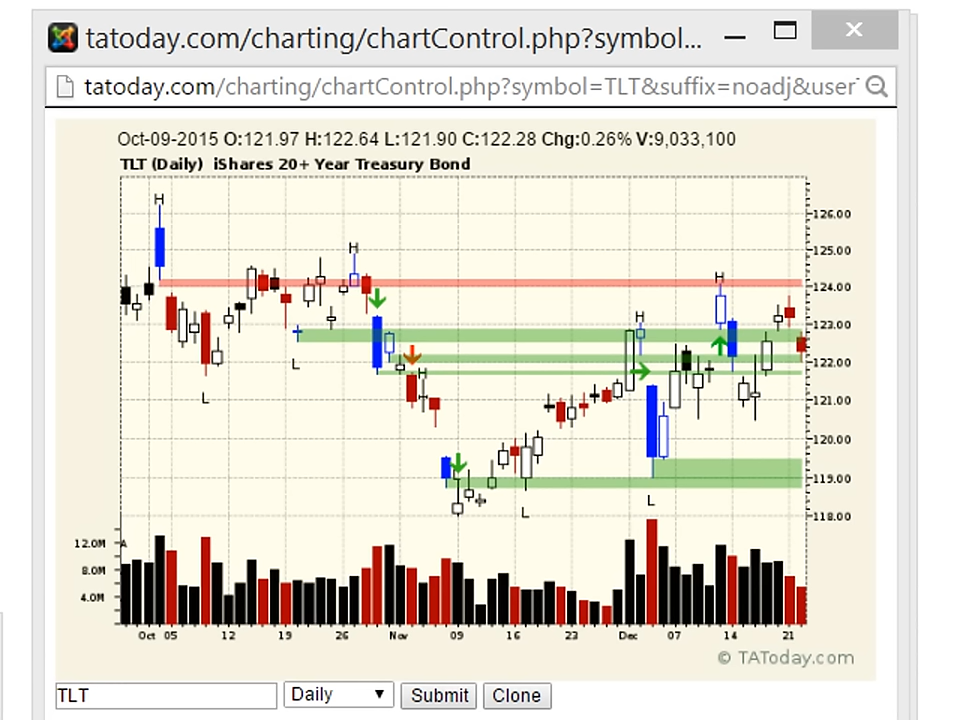 tatoday.com/charting/chartControl.php?symbol...
tatoday.com/charting/chartControl.php?symbol=TLT&suffix=noadj&user
Oct-09-2015 O:121.97 H:122.64 L:121.90 C:122.28 Chg:0.26% V:9,033,100
TLT (Daily) iShares 20+ Year Treasury Bond
H
126.00
H
125.00
H
124.00
H
123.00
L
122.00
H
L
121.00
120.00
119.00
L
L
118.00
12.0M A
8.0M
4.0M
Oct 05 12 19 26 Nov 09 16 23 Dec 07 14 21
© TAToday.com
TLT Daily Submit Clone